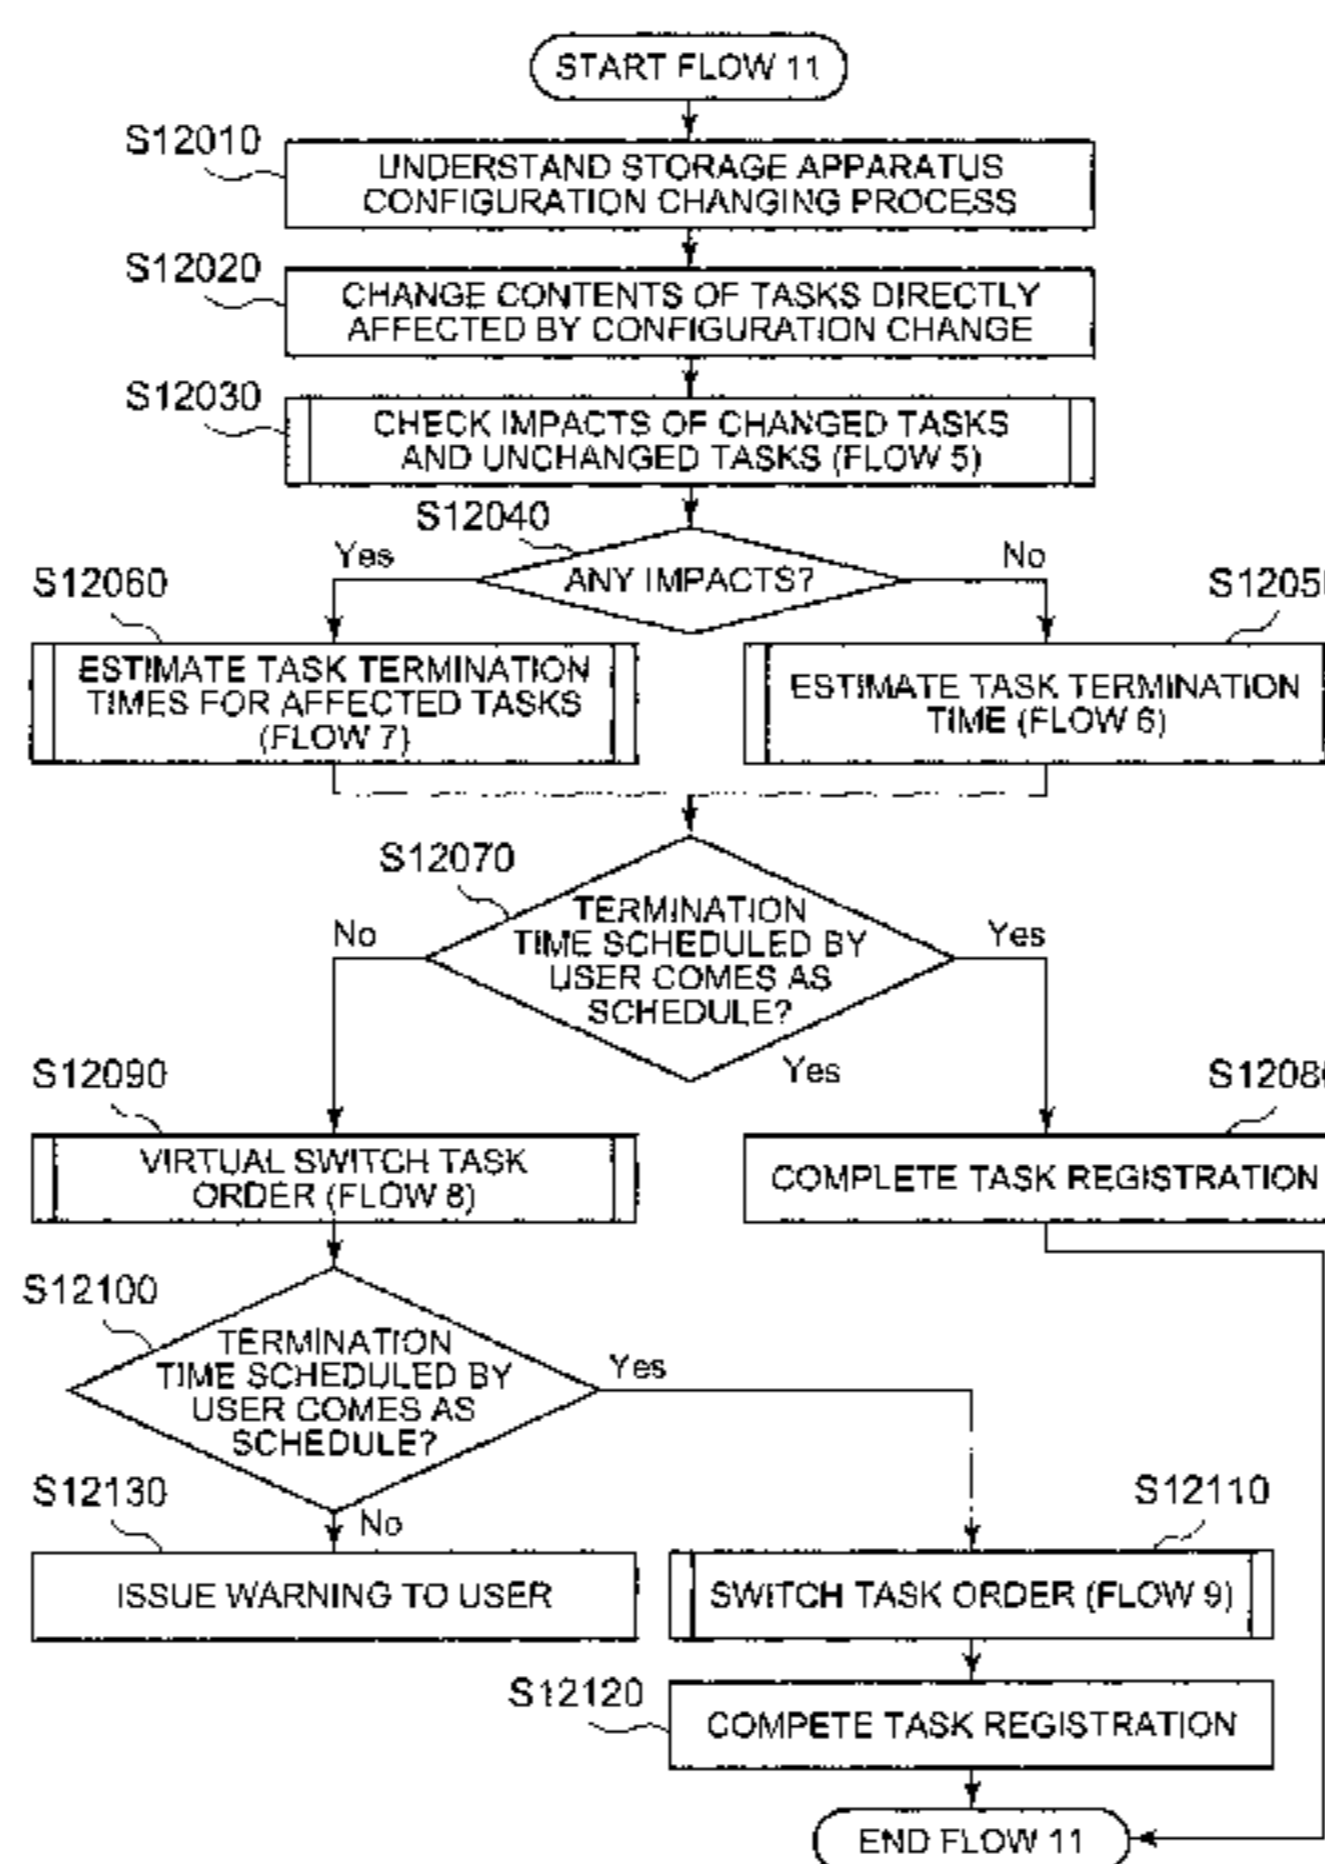 START FLOW 11
S12010
UNDERSTAND STORAGE APPARATUS
CONFIGURATION CHANGING PROCESS
S12020
CHANGE CONTENTS OF TASKS DIRECTLY
AFFECTED BY CONFIGURATION CHANGE
S12030
CHECK IMPACTS OF CHANGED TASKS
AND UNCHANGED TASKS (FLOW 5)
S12040
Yes
ANY IMPACTS?
No
S12060
ESTIMATE TASK TERMINATION
TIMES FOR AFFECTED TASKS
(FLOW 7)
S1205
ESTIMATE TASK TERMINATION
TIME (FLOW 6)
S12070
No
TERMINATION
TIME SCHEDULED BY
USER COMES AS
SCHEDULE?
Yes
Yes
S12090
VIRTUAL SWITCH TASK
ORDER (FLOW 8)
S1208
COMPLETE TASK REGISTRATION
S12100
TERMINATION
TIME SCHEDULED BY
USER COMES AS
SCHEDULE?
Yes
No
S12130
ISSUE WARNING TO USER
S12110
SWITCH TASK ORDER (FLOW 9)
S12120
COMPETE TASK REGISTRATION
END FLOW 11